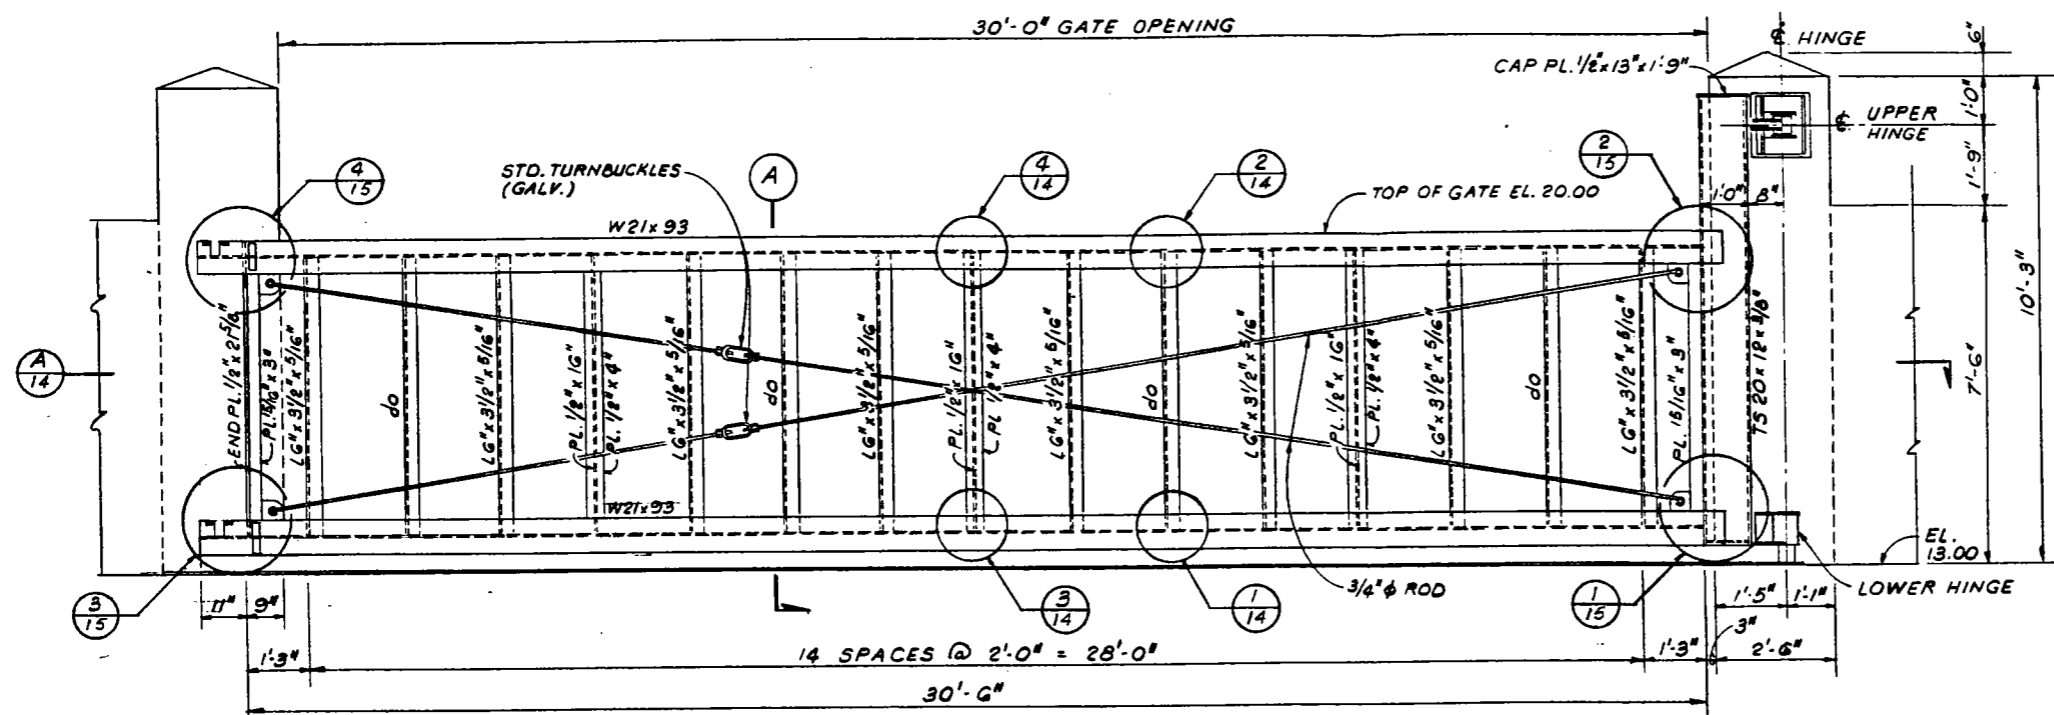 30'-0" GATE OPENING
℄ HINGE
6"
CAP PL. 1/2"x13"x1'-9"
1'-0"
℄ UPPER
HINGE
1'-9"
10'-3"
4
15
STD. TURNBUCKLES
(GALV.)
A
4
14
2
14
2
15
TOP OF GATE EL. 20.00
1'-0"
8"
W21x93
A
14
END PL. 1/2" x 21 5/8"
PL. 15/16" x 3"
L6" x 3 1/2" x 5/16"
do
L6" x 3 1/2" x 5/16"
PL. 1/2" x 16"
PL. 1/2" x 4"
L6" x 3 1/2" x 5/16"
do
L6" x 3 1/2" x 5/16"
PL. 1/2" x 16"
PL. 1/2" x 4"
L6" x 3 1/2" x 5/16"
do
L6" x 3 1/2" x 5/16"
PL. 1/2" x 16"
PL. 1/2" x 4"
L6" x 3 1/2" x 5/16"
do
L6" x 3 1/2" x 5/16"
PL. 15/16" x 3"
TS 20 x 12 x 3/8"
7'-6"
W21x93
EL.
13.00
3
15
11"
9"
3
14
1
14
3/4" ϕ ROD
1
15
LOWER HINGE
1'-5"
1'-1"
1'-3"
14 SPACES @ 2'-0" = 28'-0"
1'-3"
3"
2'-6"
30'-6"